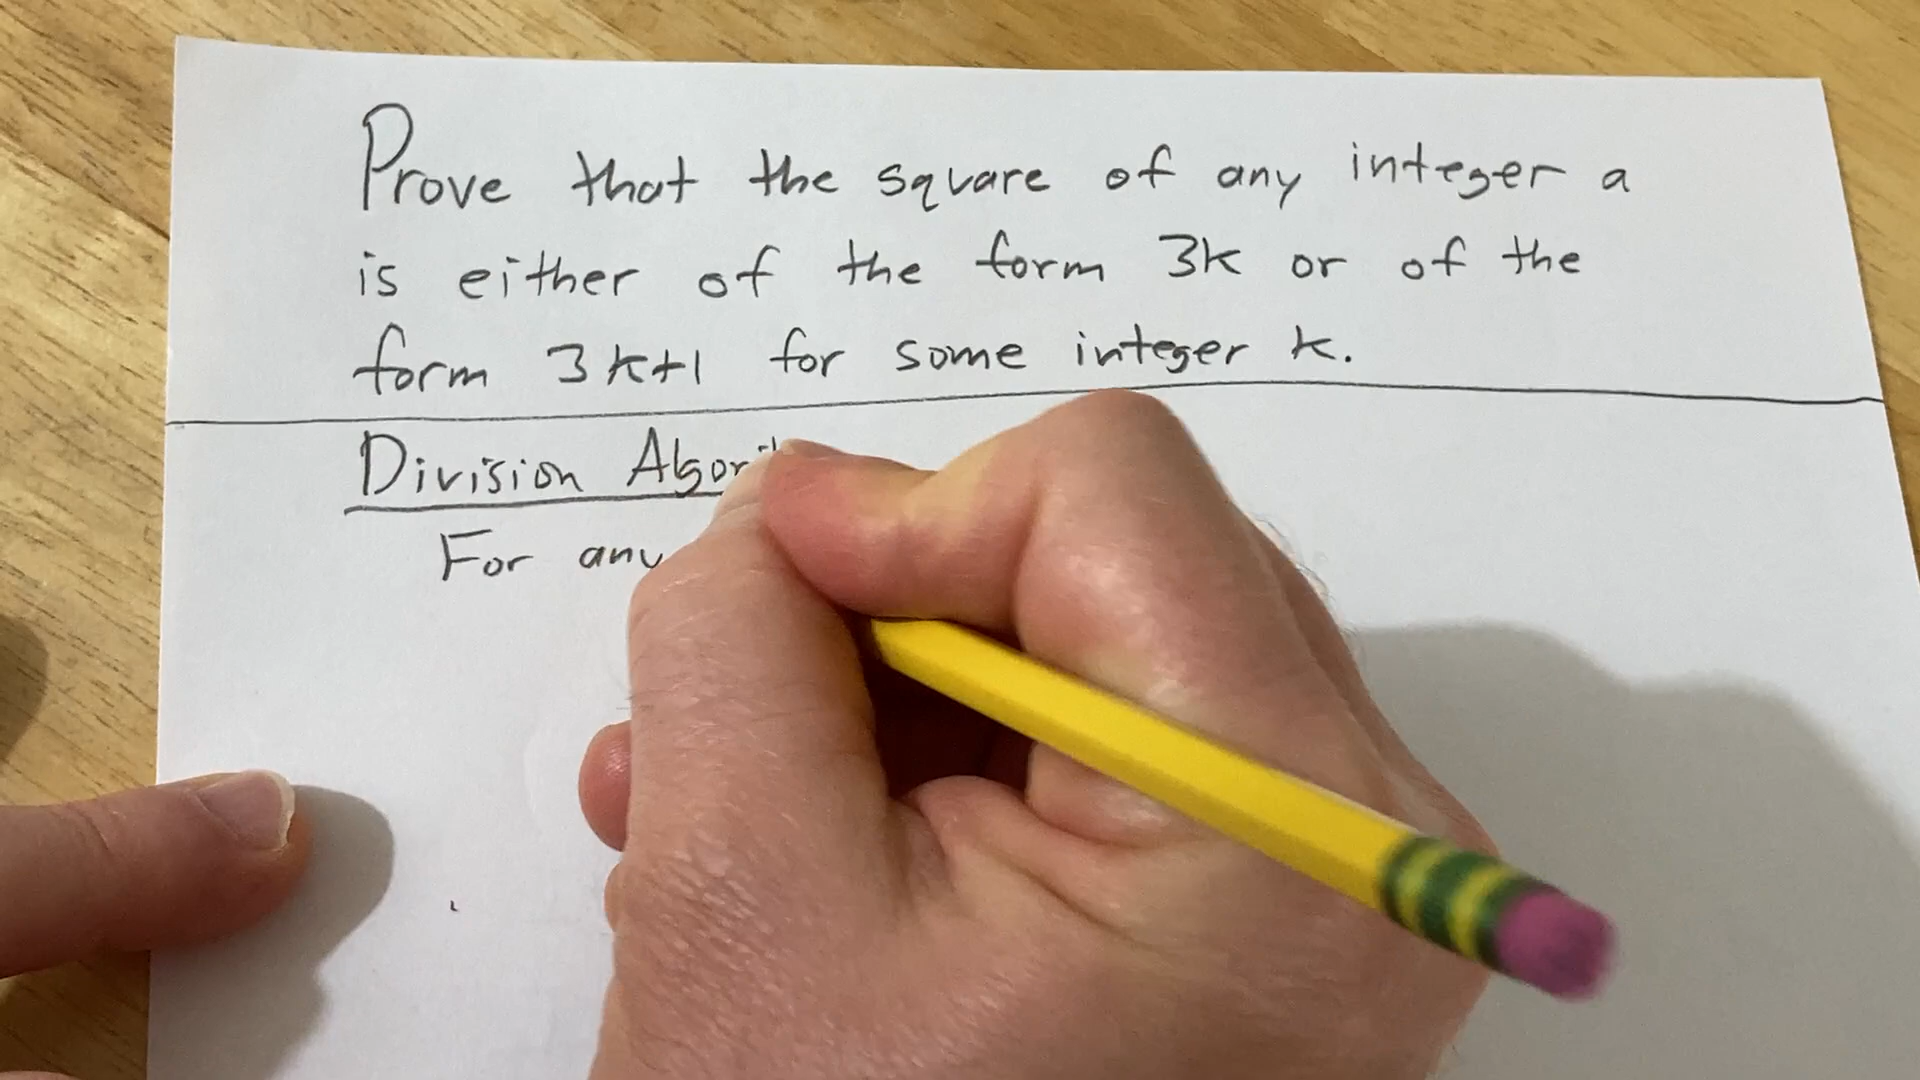 Prove that the square of any integer a
is either of the form 3k or of the
form 3k+1 for some integer k.
Division
For any